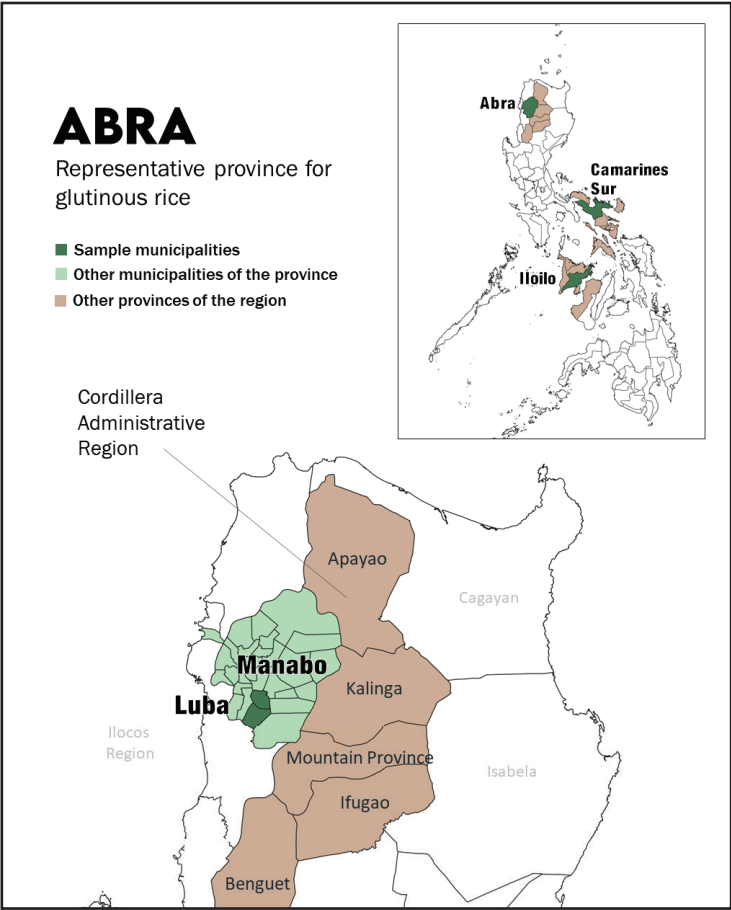 ABRA
Representative province for
glutinous rice
Sample municipalities
Other municipalities of the province
Other provinces of the region
Abra
Camarines
Sur
Iloilo
Cordillera
Administrative
Region
Apayao
Cagayan
Manabo
Kalinga
Luba
Ilocos
Region
Mountain Province
Isabela
Ifugao
Benguet